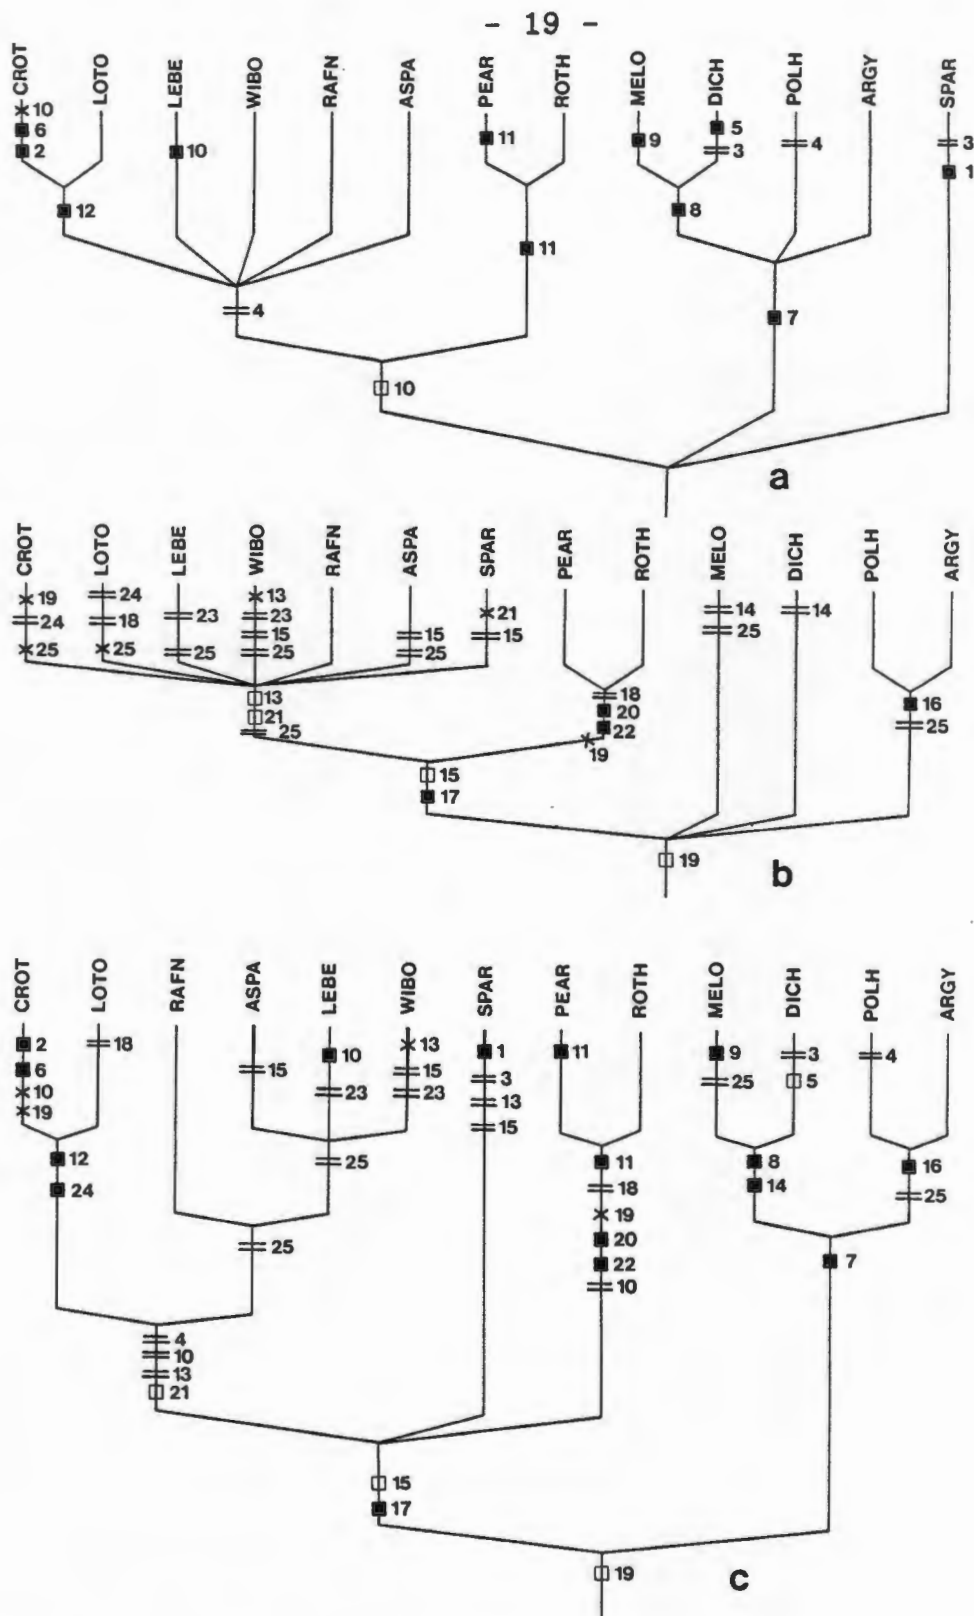 - 19 -
CROT LOTO LEBE WIBO RAFN ASPA PEAR ROTH MELO DICH POLH ARGY SPAR
10
6 11 9 5 4 3
2 10 3 1
12 8
11
4 7
10
a
CROT LOTO LEBE WIBO RAFN ASPA SPAR PEAR ROTH MELO DICH POLH ARGY
19 24 13 21 14 14
24 18 23 23 15 25
25 25 25 15 15
25 25
13 18
21 20 16
25 22 25
19
15
17
19
b
CROT LOTO RAFN ASPA LEBE WIBO SPAR PEAR ROTH MELO DICH POLH ARGY
2 18 10 13 1 11 9 3 4
6 15 23 15 3 25 5
10 23 13
19 15
12 25 11 8 16
24 18 14 25
19
25 20 7
22
10
4
10
13
21
15
17
19
c